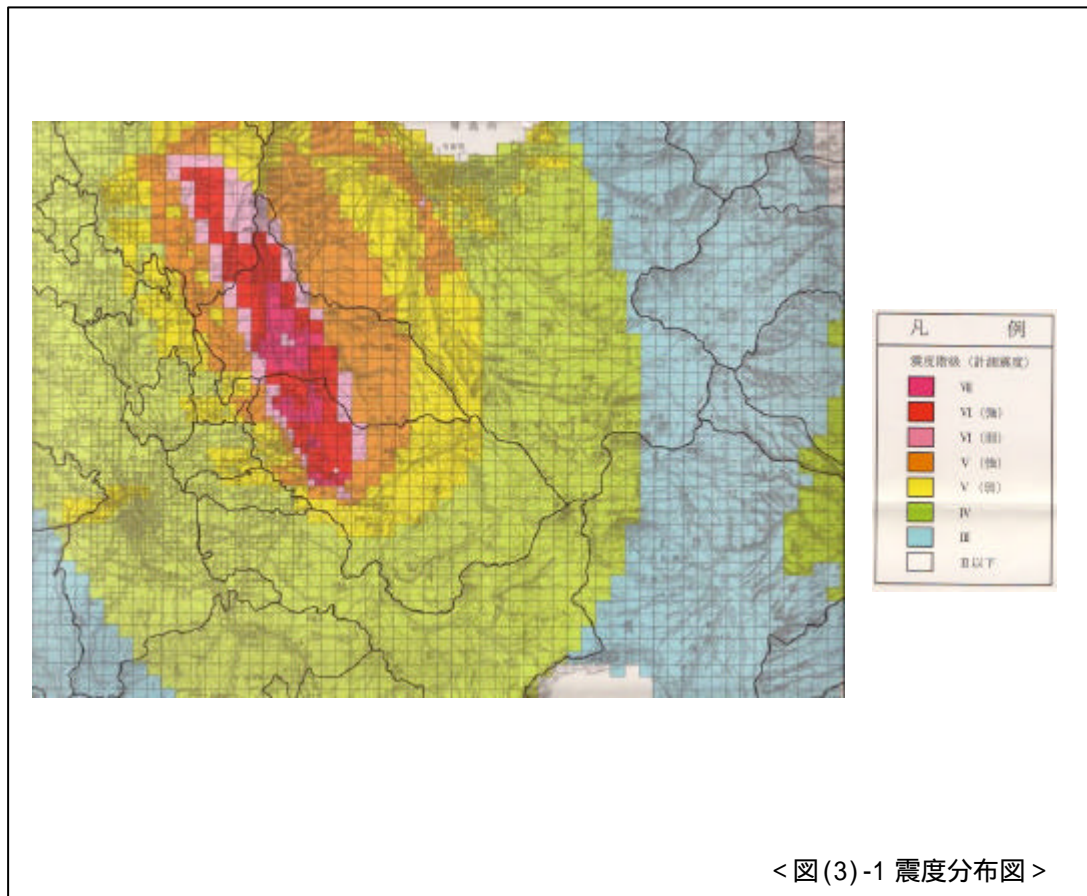 凡 例
震度階級 (計測震度)
VII
VI (強)
VI (弱)
V (強)
V (弱)
IV
III
II以下
<図(3)-1 震度分布図>